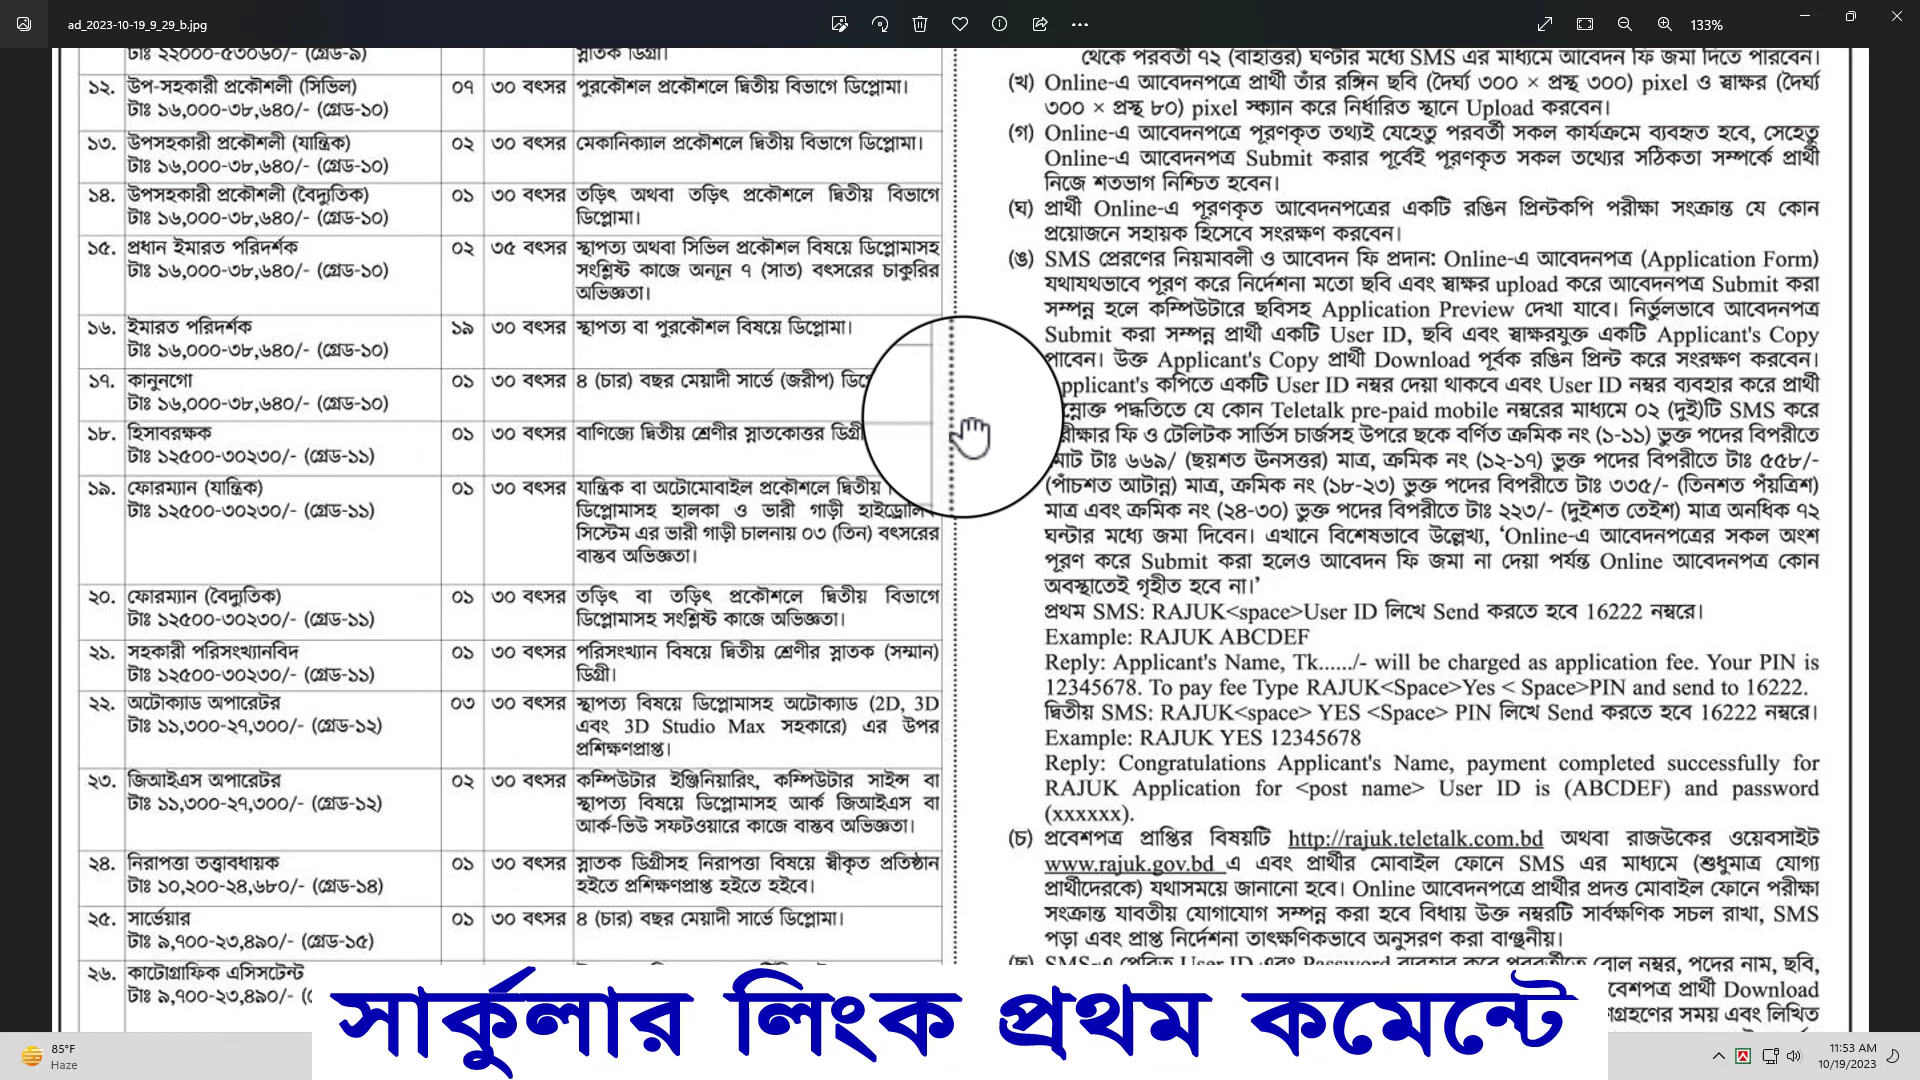 ad_2023-10-19_9_29_b.jpg
133%
টাঃ ২২০০০-৫৩০৬০/- (গ্রেড-৯)
স্নাতক ডিগ্রী।
১২. উপ-সহকারী প্রকৌশলী (সিভিল) ০৭ ৩০ বৎসর পুরকৌশল প্রকৌশলে দ্বিতীয় বিভাগে ডিপ্লোমা।
টাঃ ১৬,০০০-৩৮,৬৪০/- (গ্রেড-১০)
১৩. উপসহকারী প্রকৌশলী (যান্ত্রিক) ০২ ৩০ বৎসর মেকানিক্যাল প্রকৌশলে দ্বিতীয় বিভাগে ডিপ্লোমা।
টাঃ ১৬,০০০-৩৮,৬৪০/- (গ্রেড-১০)
১৪. উপসহকারী প্রকৌশলী (বৈদ্যুতিক) ০১ ৩০ বৎসর তড়িৎ অথবা তড়িৎ প্রকৌশলে দ্বিতীয় বিভাগে
টাঃ ১৬,০০০-৩৮,৬৪০/- (গ্রেড-১০) ডিপ্লোমা।
১৫. প্রধান ইমারত পরিদর্শক ০২ ৩৫ বৎসর স্থাপত্য অথবা সিভিল প্রকৌশল বিষয়ে ডিপ্লোমাসহ
টাঃ ১৬,০০০-৩৮,৬৪০/- (গ্রেড-১০) সংশ্লিষ্ট কাজে অন্যূন ৭ (সাত) বৎসরের চাকুরির
অভিজ্ঞতা।
১৬. ইমারত পরিদর্শক ১৯ ৩০ বৎসর স্থাপত্য বা পুরকৌশল বিষয়ে ডিপ্লোমা।
টাঃ ১৬,০০০-৩৮,৬৪০/- (গ্রেড-১০)
১৭. কানুনগো ০১ ৩০ বৎসর ৪ (চার) বছর মেয়াদী সার্ভে (জরীপ)
টাঃ ১৬,০০০-৩৮,৬৪০/- (গ্রেড-১০)
১৮. হিসাবরক্ষক ০১ ৩০ বৎসর বাণিজ্যে দ্বিতীয় শ্রেণীর স্নাতকোত্তর ডিগ্রী
টাঃ ১২৫০০-৩০২৩০/- (গ্রেড-১১)
১৯. ফোরম্যান (যান্ত্রিক) ০১ ৩০ বৎসর যান্ত্রিক বা অটোমোবাইল প্রকৌশলে দ্বিতীয়
টাঃ ১২৫০০-৩০২৩০/- (গ্রেড-১১) ডিপ্লোমাসহ হালকা ও ভারী গাড়ী
সিস্টেম এর ভারী গাড়ী চালনায় ০৩ (তিন) বৎসরের
বাস্তব অভিজ্ঞতা।
২০. ফোরম্যান (বৈদ্যুতিক) ০১ ৩০ বৎসর তড়িৎ বা তড়িৎ প্রকৌশলে দ্বিতীয় বিভাগে
টাঃ ১২৫০০-৩০২৩০/- (গ্রেড-১১) ডিপ্লোমাসহ সংশ্লিষ্ট কাজে অভিজ্ঞতা।
২১. সহকারী পরিসংখ্যানবিদ ০১ ৩০ বৎসর পরিসংখ্যান বিষয়ে দ্বিতীয় শ্রেণীর স্নাতক (সম্মান)
টাঃ ১২৫০০-৩০২৩০/- (গ্রেড-১১) ডিগ্রী।
২২. অটোক্যাড অপারেটর ০৩ ৩০ বৎসর স্থাপত্য বিষয়ে ডিপ্লোমাসহ অটোক্যাড (2D, 3D
টাঃ ১১,৩০০-২৭,৩০০/- (গ্রেড-১২) এবং 3D Studio Max সহকারে) এর উপর
প্রশিক্ষণপ্রাপ্ত।
২৩. জিআইএস অপারেটর ০২ ৩০ বৎসর কম্পিউটার ইঞ্জিনিয়ারিং, কম্পিউটার সাইন্স বা
টাঃ ১১,৩০০-২৭,৩০০/- (গ্রেড-১২) স্থাপত্য বিষয়ে ডিপ্লোমাসহ আর্ক জিআইএস বা
আর্ক-ভিউ সফটওয়ারে কাজে বাস্তব অভিজ্ঞতা।
২৪. নিরাপত্তা তত্ত্বাবধায়ক ০১ ৩০ বৎসর স্নাতক ডিগ্রীসহ নিরাপত্তা বিষয়ে স্বীকৃত প্রতিষ্ঠান
টাঃ ১০,২০০-২৪,৬৮০/- (গ্রেড-১৪) হইতে প্রশিক্ষণপ্রাপ্ত হইতে হইবে।
২৫. সার্ভেয়ার ০১ ৩০ বৎসর ৪ (চার) বছর মেয়াদী সার্ভে ডিপ্লোমা।
টাঃ ৯,৭০০-২৩,৪৯০/- (গ্রেড-১৫)
২৬. কাটোগ্রাফিক এসিসটেন্ট
টাঃ ৯,৭০০-২৩,৪৯০/-
থেকে পরবর্তী ৭২ (বাহাত্তর) ঘণ্টার মধ্যে SMS এর মাধ্যমে আবেদন ফি জমা দিতে পারবেন।
(খ) Online-এ আবেদনপত্রে প্রার্থী তাঁর রঙ্গিন ছবি (দৈর্ঘ্য ৩০০ × প্রস্থ ৩০০) pixel ও স্বাক্ষর (দৈর্ঘ্য
৩০০ × প্রস্থ ৮০) pixel স্ক্যান করে নির্ধারিত স্থানে Upload করবেন।
(গ) Online-এ আবেদনপত্রে পূরণকৃত তথ্যই যেহেতু পরবর্তী সকল কার্যক্রমে ব্যবহৃত হবে, সেহেতু
Online-এ আবেদনপত্র Submit করার পূর্বেই পূরণকৃত সকল তথ্যের সঠিকতা সম্পর্কে প্রার্থী
নিজে শতভাগ নিশ্চিত হবেন।
(ঘ) প্রার্থী Online-এ পূরণকৃত আবেদনপত্রের একটি রঙিন প্রিন্টকপি পরীক্ষা সংক্রান্ত যে কোন
প্রয়োজনে সহায়ক হিসেবে সংরক্ষণ করবেন।
(ঙ) SMS প্রেরণের নিয়মাবলী ও আবেদন ফি প্রদান: Online-এ আবেদনপত্র (Application Form)
যথাযথভাবে পূরণ করে নির্দেশনা মতো ছবি এবং স্বাক্ষর upload করে আবেদনপত্র Submit করা
সম্পন্ন হলে কম্পিউটারে ছবিসহ Application Preview দেখা যাবে। নির্ভুলভাবে আবেদনপত্র
Submit করা সম্পন্ন প্রার্থী একটি User ID, ছবি এবং স্বাক্ষরযুক্ত একটি Applicant's Copy
পাবেন। উক্ত Applicant's Copy প্রার্থী Download পূর্বক রঙিন প্রিন্ট করে সংরক্ষণ করবেন।
কপিতে একটি User ID নম্বর দেয়া থাকবে এবং User ID নম্বর ব্যবহার করে প্রার্থী
পদ্ধতিতে যে কোন Teletalk pre-paid mobile নম্বরের মাধ্যমে ০২ (দুই)টি SMS করে
ফি ও টেলিটক সার্ভিস চার্জসহ উপরে ছকে বর্ণিত ক্রমিক নং (১-১১) ভুক্ত পদের বিপরীতে
টাঃ ৬৬৯/ (ছয়শত উনসত্তর) মাত্র, ক্রমিক নং (১২-১৭) ভুক্ত পদের বিপরীতে টাঃ ৫৫৮/-
(পাঁচশত আটান্ন) মাত্র, ক্রমিক নং (১৮-২৩) ভুক্ত পদের বিপরীতে টাঃ ৩৩৫/- (তিনশত পঁয়ত্রিশ)
মাত্র এবং ক্রমিক নং (২৪-৩০) ভুক্ত পদের বিপরীতে টাঃ ২২৩/- (দুইশত তেইশ) মাত্র অনধিক ৭২
ঘন্টার মধ্যে জমা দিবেন। এখানে বিশেষভাবে উল্লেখ্য, ‘Online-এ আবেদনপত্রের সকল অংশ
পূরণ করে Submit করা হলেও আবেদন ফি জমা না দেয়া পর্যন্ত Online আবেদনপত্র কোন
অবস্থাতেই গৃহীত হবে না।’
প্রথম SMS: RAJUK<space>User ID লিখে Send করতে হবে 16222 নম্বরে।
Example: RAJUK ABCDEF
Reply: Applicant's Name, Tk....../- will be charged as application fee. Your PIN is
12345678. To pay fee Type RAJUK<Space>Yes < Space>PIN and send to 16222.
দ্বিতীয় SMS: RAJUK<space> YES <Space> PIN লিখে Send করতে হবে 16222 নম্বরে।
Example: RAJUK YES 12345678
Reply: Congratulations Applicant's Name, payment completed successfully for
RAJUK Application for <post name> User ID is (ABCDEF) and password
(xxxxxx).
(চ) প্রবেশপত্র প্রাপ্তির বিষয়টি http://rajuk.teletalk.com.bd অথবা রাজউকের ওয়েবসাইট
www.rajuk.gov.bd এ এবং প্রার্থীর মোবাইল ফোনে SMS এর মাধ্যমে (শুধুমাত্র যোগ্য
প্রার্থীদেরকে) যথাসময়ে জানানো হবে। Online আবেদনপত্রে প্রার্থীর প্রদত্ত মোবাইল ফোনে পরীক্ষা
সংক্রান্ত যাবতীয় যোগাযোগ সম্পন্ন করা হবে বিধায় উক্ত নম্বরটি সার্বক্ষণিক সচল রাখা, SMS
পড়া এবং প্রাপ্ত নির্দেশনা তাৎক্ষণিকভাবে অনুসরণ করা বাঞ্ছনীয়।
(ছ) SMS-এ প্রেরিত User ID এবং Password ব্যবহার করে পরবর্তীতে রোল নম্বর, পদের নাম, ছবি,
প্রার্থী Download
সময় এবং লিখিত
সার্কুলার লিংক প্রথম কমেন্টে
85°F
Haze
11:53 AM
10/19/2023